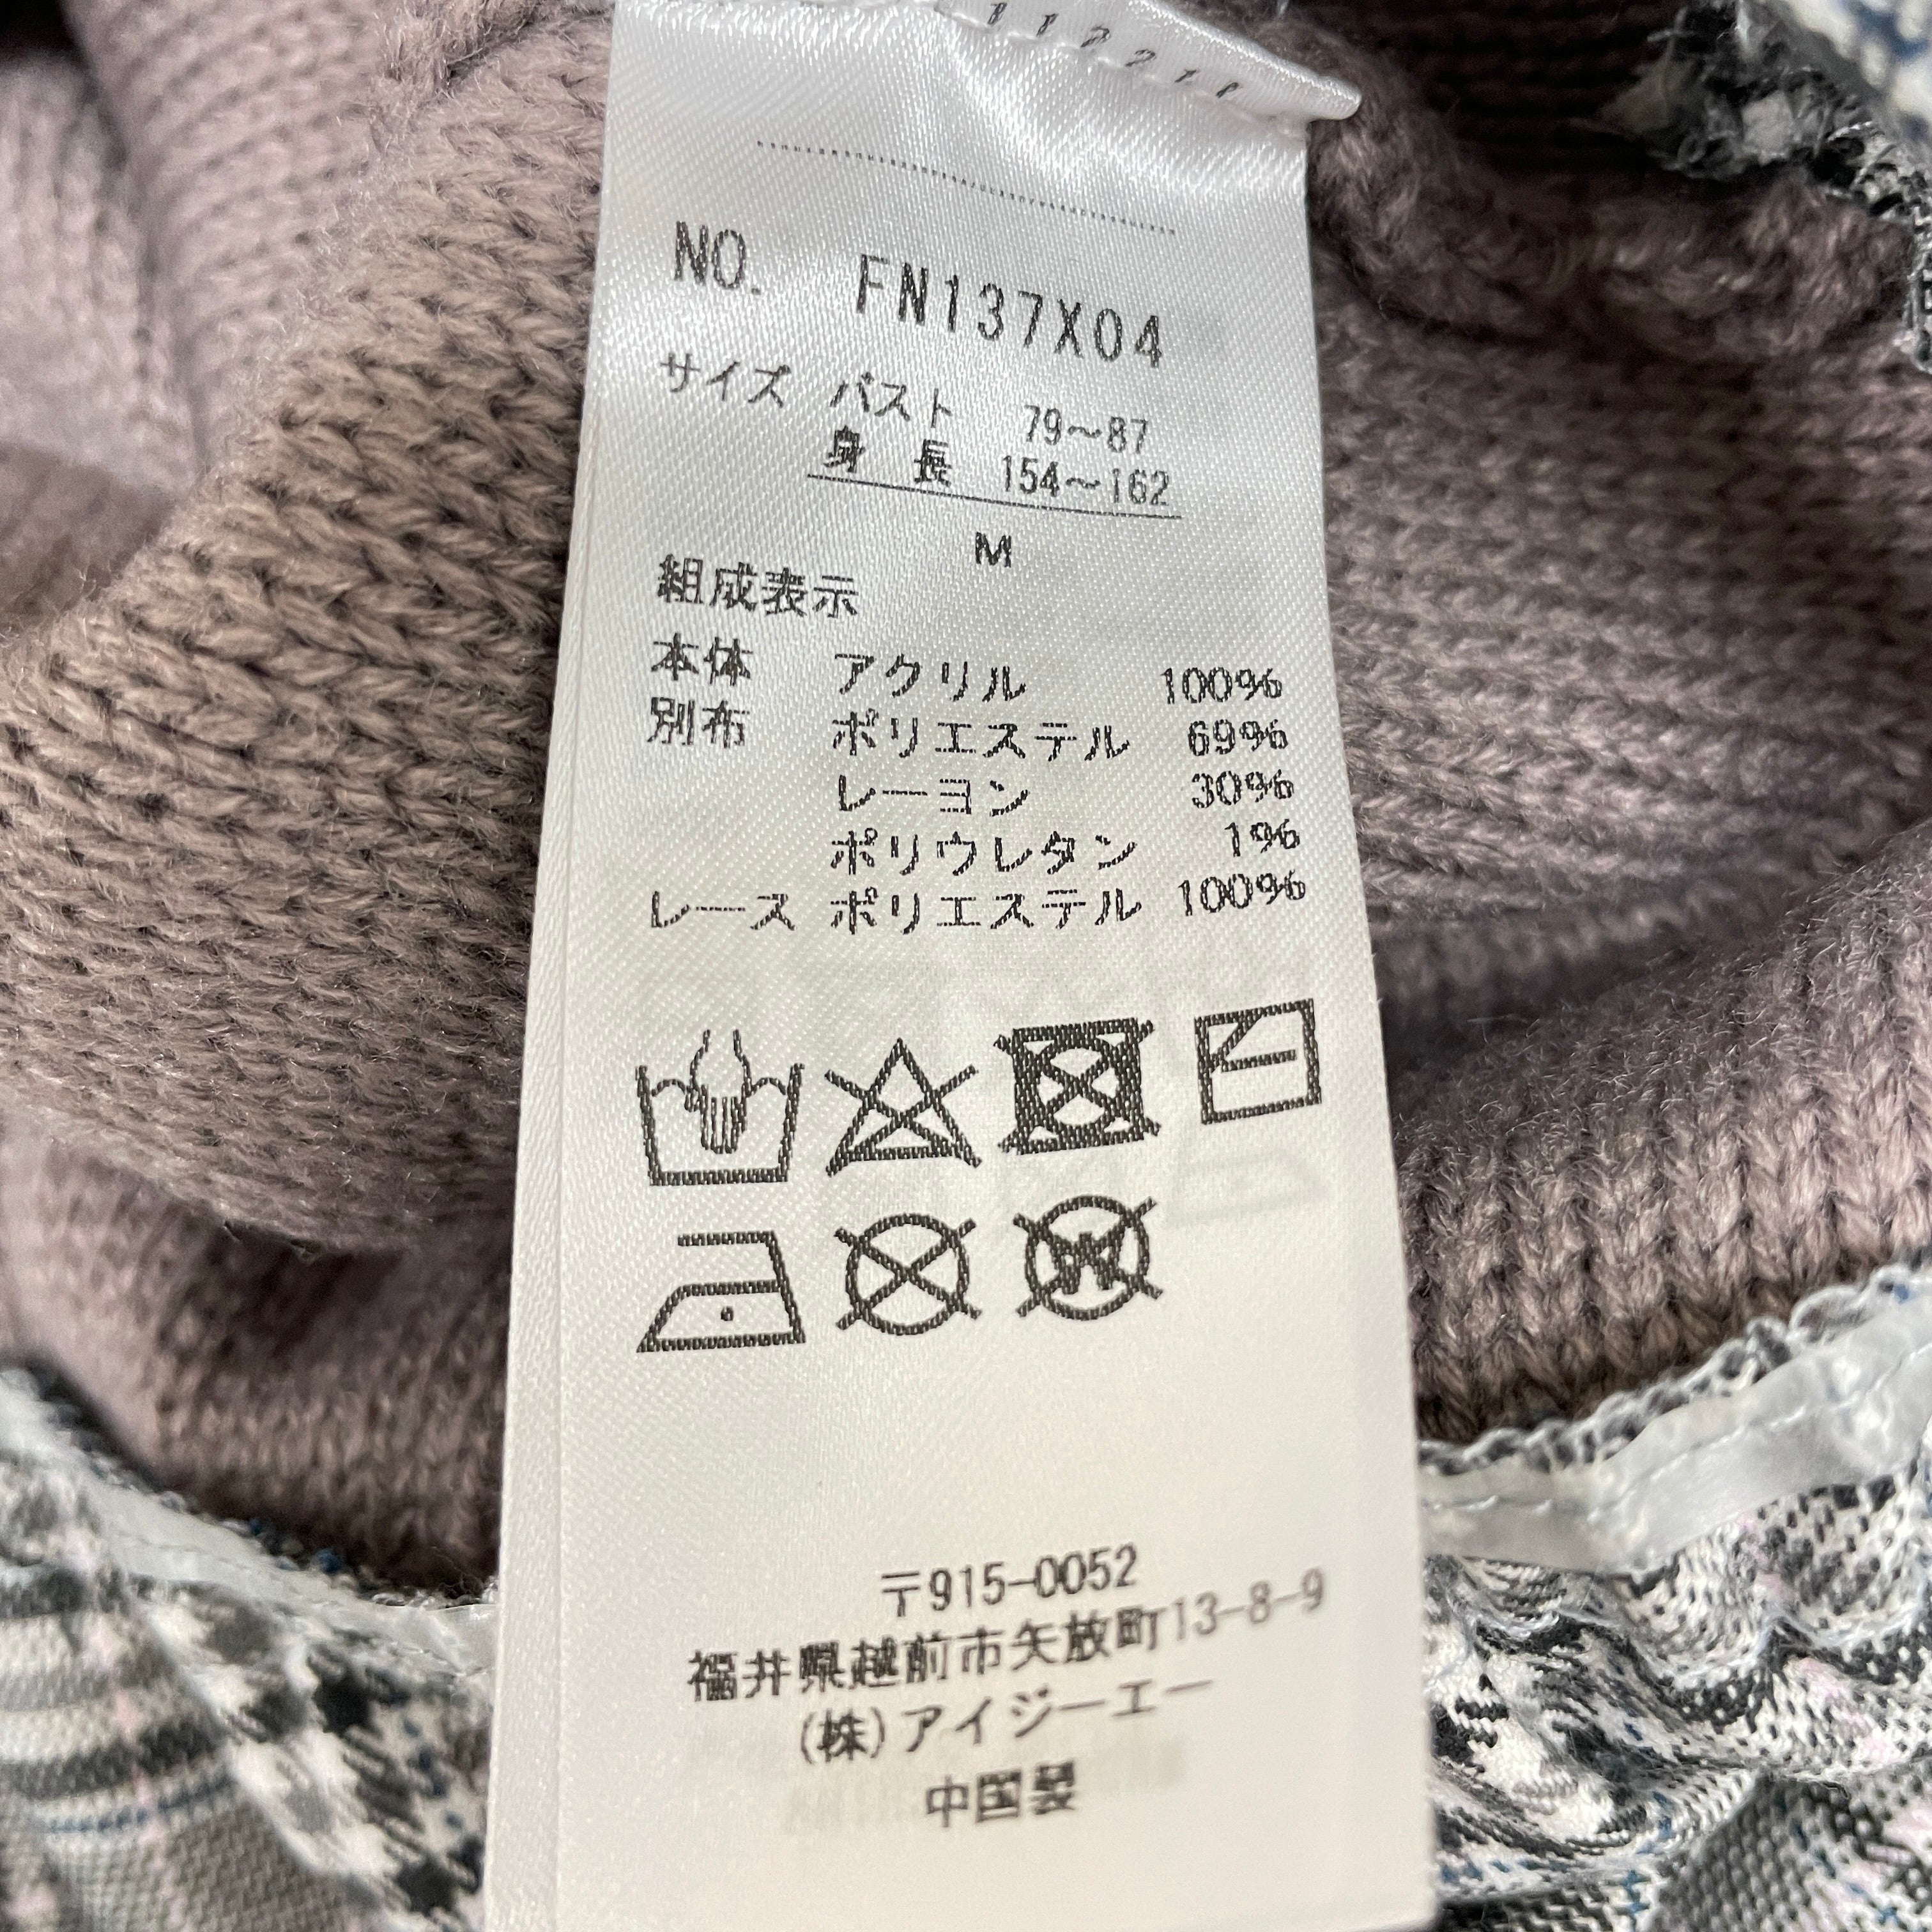 NO. FN137X04
サイズ バスト 79~87
身長 154~162
M
組成表示
本体 アクリル 100%
別布 ポリエステル 69%
レーヨン 30%
ポリウレタン 1%
レース ポリエステル 100%
W
〒915-0052
福井県越前市矢放町13-8-9
(株)アイジーエー
中国製